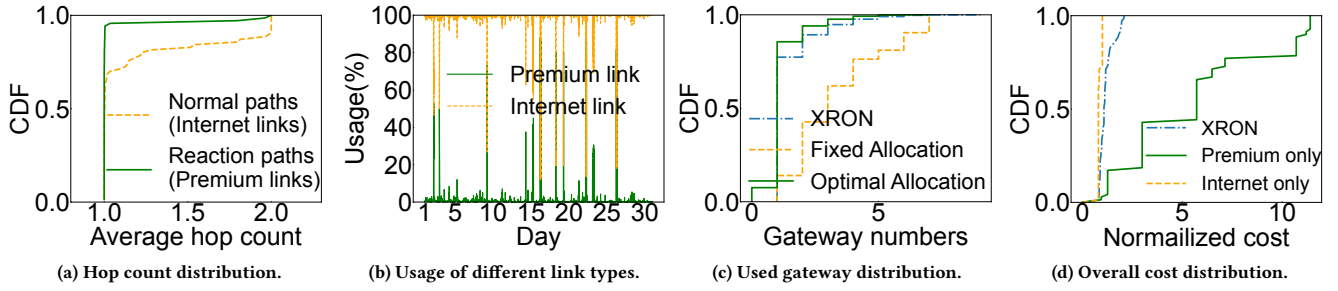 CDF
1.0
0.5
0.0
Normal paths
(Internet links)
Reaction paths
(Premium links)
1.0
1.5
2.0
Average hop count
(a) Hop count distribution.
Usage(%)
100
80
60
40
20
0
Premium link
Internet link
1
5
10
15
20
25
30
Day
(b) Usage of different link types.
CDF
1.0
0.5
0.0
XRON
Fixed Allocation
Optimal Allocation
0
5
Gateway numbers
(c) Used gateway distribution.
CDF
1.0
0.5
0.0
XRON
Premium only
Internet only
0
5
10
Normailized cost
(d) Overall cost distribution.